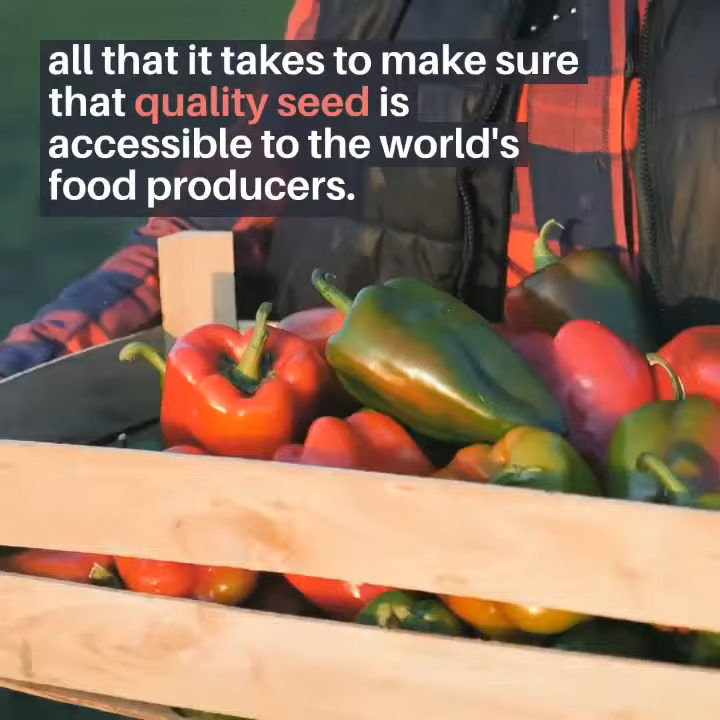 all that it takes to make sure
that quality seed is
accessible to the world's
food producers.